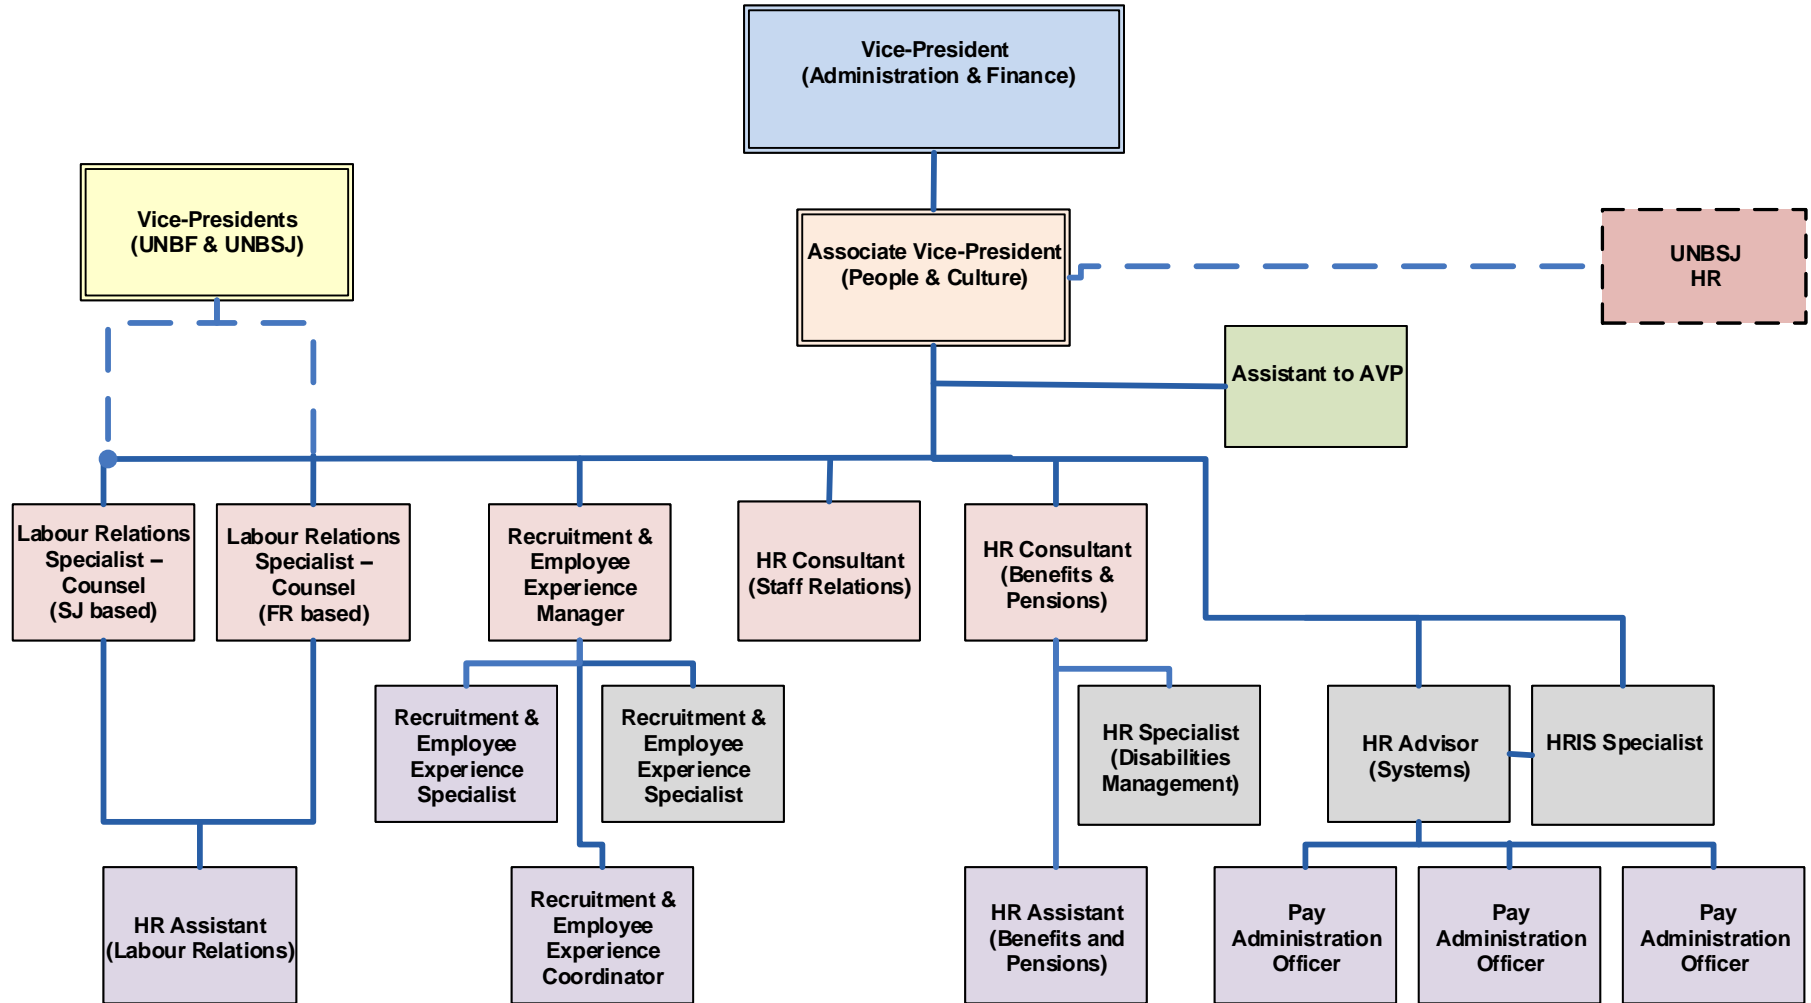 Vice-President
(Administration & Finance)
Vice-Presidents
(UNBF & UNBSJ)
Associate Vice-President
(People & Culture)
UNBSJ
HR
Assistant to AVP
Labour Relations
Specialist –
Counsel
(SJ based)
Labour Relations
Specialist –
Counsel
(FR based)
Recruitment &
Employee
Experience
Manager
HR Consultant
(Staff Relations)
HR Consultant
(Benefits &
Pensions)
Recruitment &
Employee
Experience
Specialist
Recruitment &
Employee
Experience
Specialist
HR Specialist
(Disabilities
Management)
HR Advisor
(Systems)
HRIS Specialist
HR Assistant
(Labour Relations)
Recruitment &
Employee
Experience
Coordinator
HR Assistant
(Benefits and
Pensions)
Pay
Administration
Officer
Pay
Administration
Officer
Pay
Administration
Officer